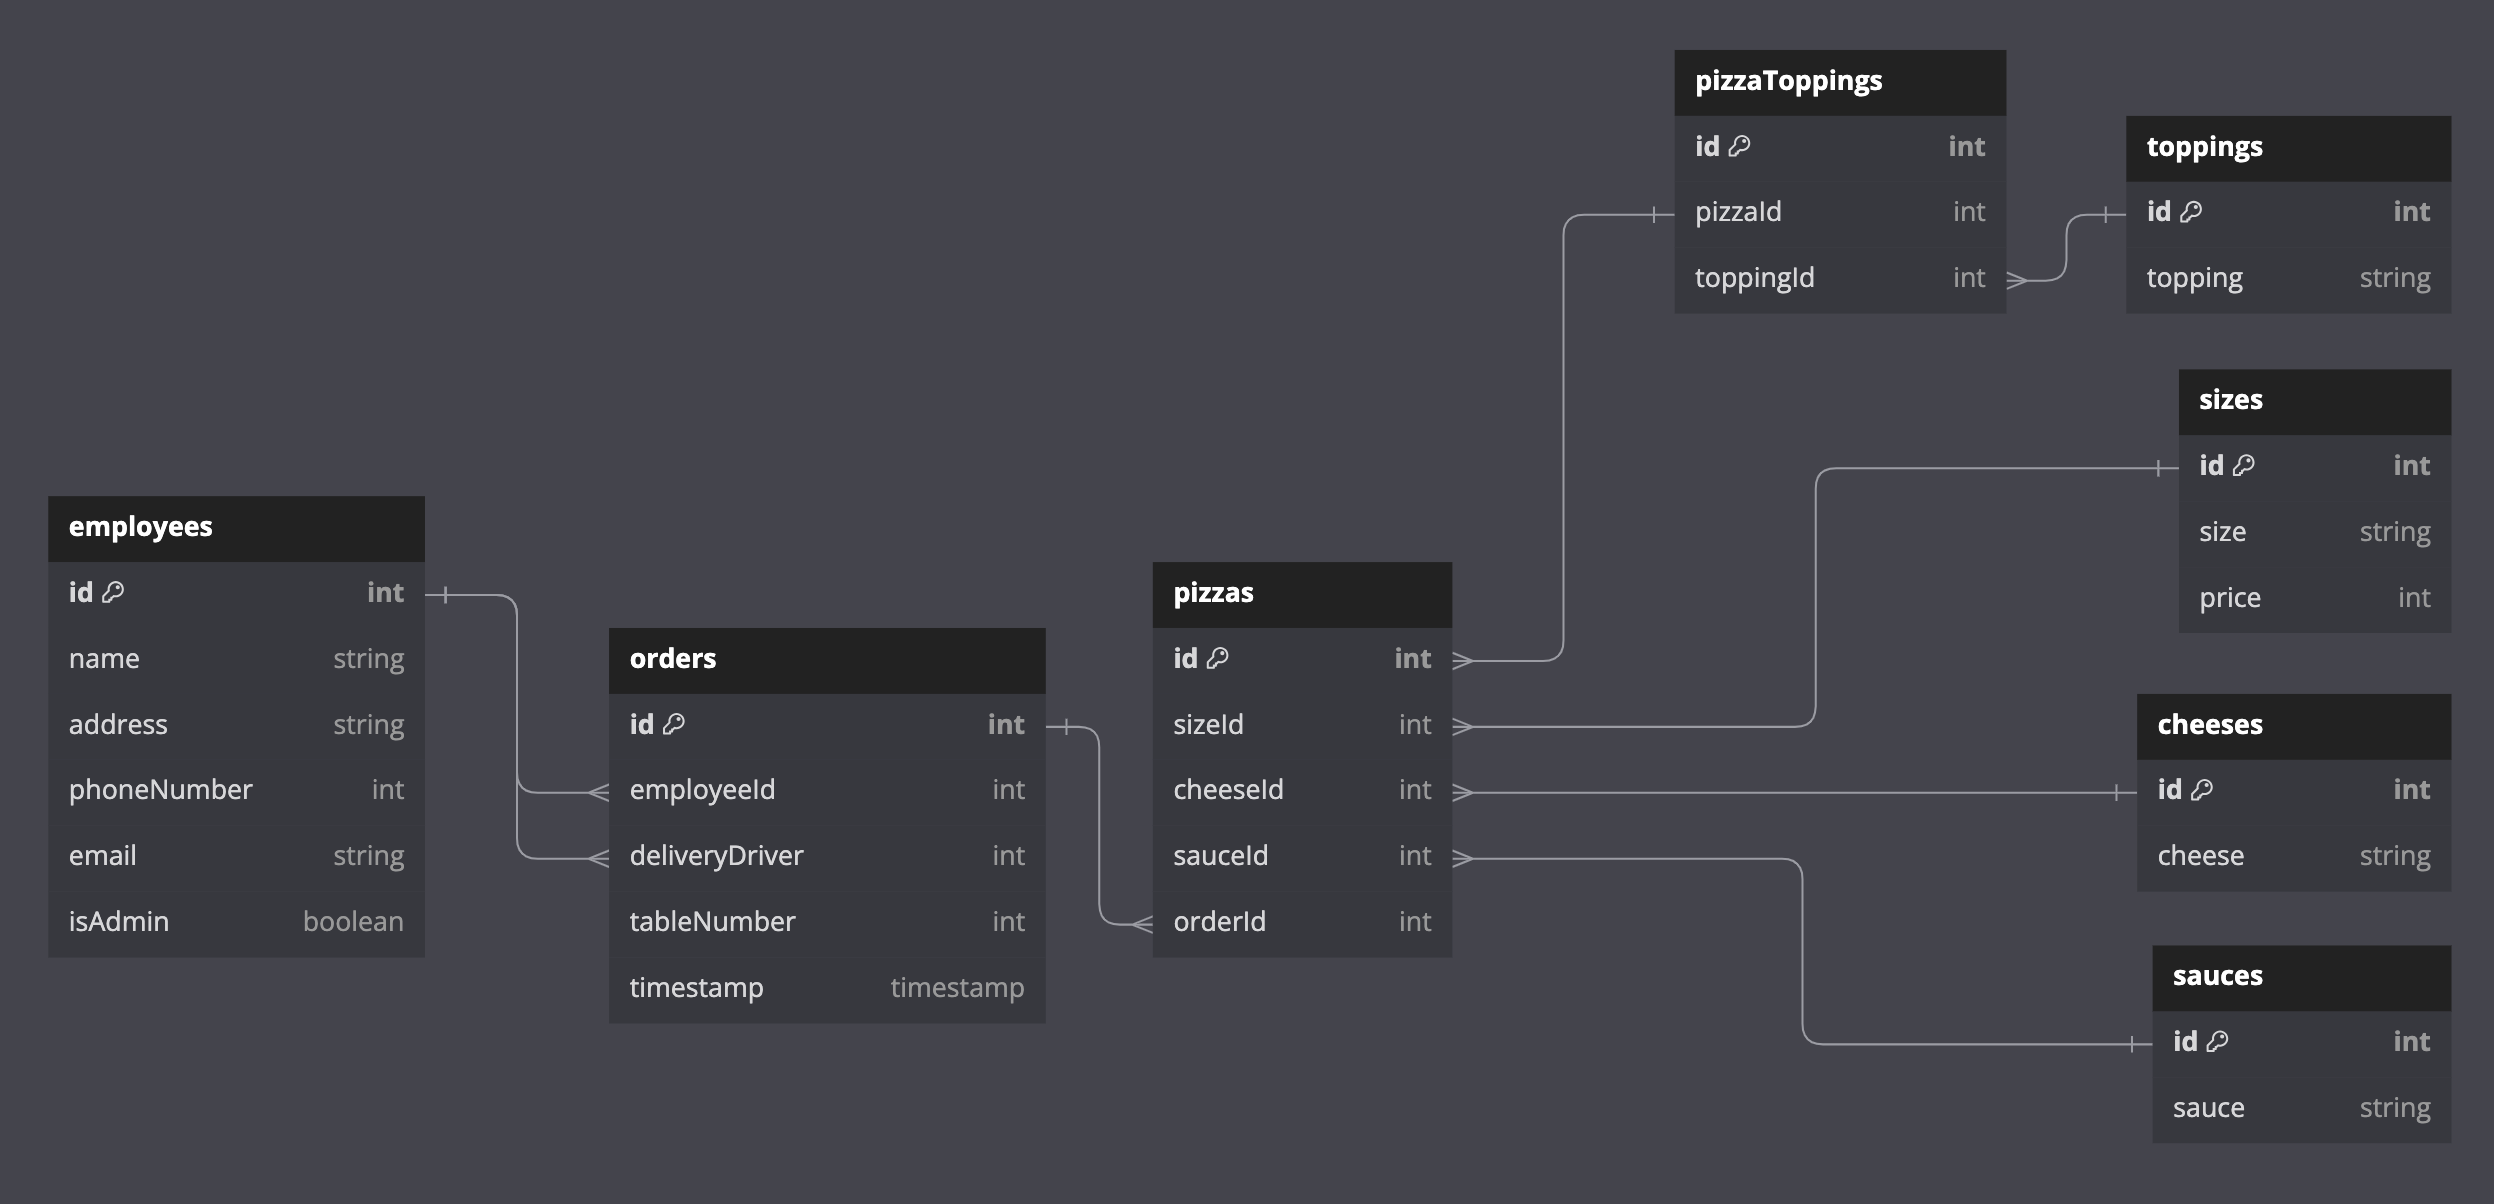 pizzaToppings
id int
pizzaId int
toppingId int
toppings
id int
topping string
sizes
id int
size string
price int
employees
id int
name string
address string
phoneNumber int
email string
isAdmin boolean
orders
id int
employeeId int
deliveryDriver int
tableNumber int
timestamp timestamp
pizzas
id int
sizeId int
cheeseId int
sauceId int
orderId int
cheeses
id int
cheese string
sauces
id int
sauce string